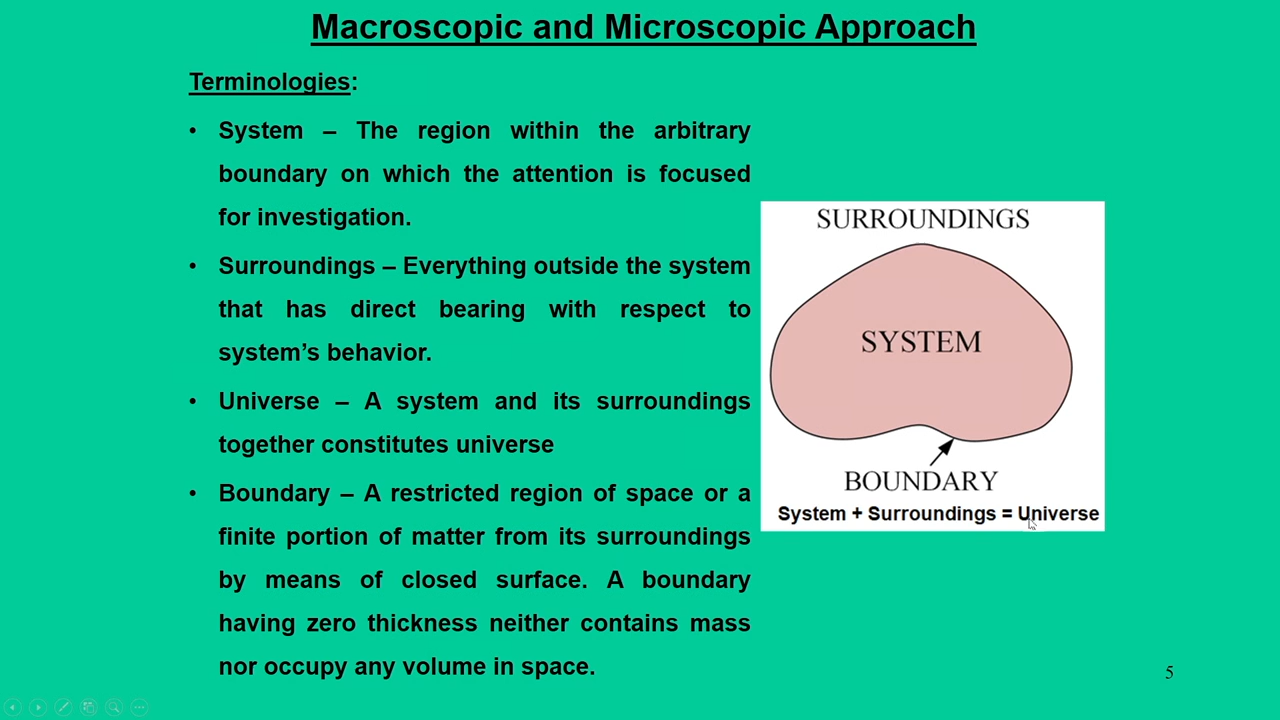 Macroscopic and Microscopic Approach
Terminologies:
• System – The region within the arbitrary
boundary on which the attention is focused
for investigation.
• Surroundings – Everything outside the system
that has direct bearing with respect to
system’s behavior.
• Universe – A system and its surroundings
together constitutes universe
• Boundary – A restricted region of space or a
finite portion of matter from its surroundings
by means of closed surface. A boundary
having zero thickness neither contains mass
nor occupy any volume in space.
SURROUNDINGS
SYSTEM
BOUNDARY
System + Surroundings = Universe
5